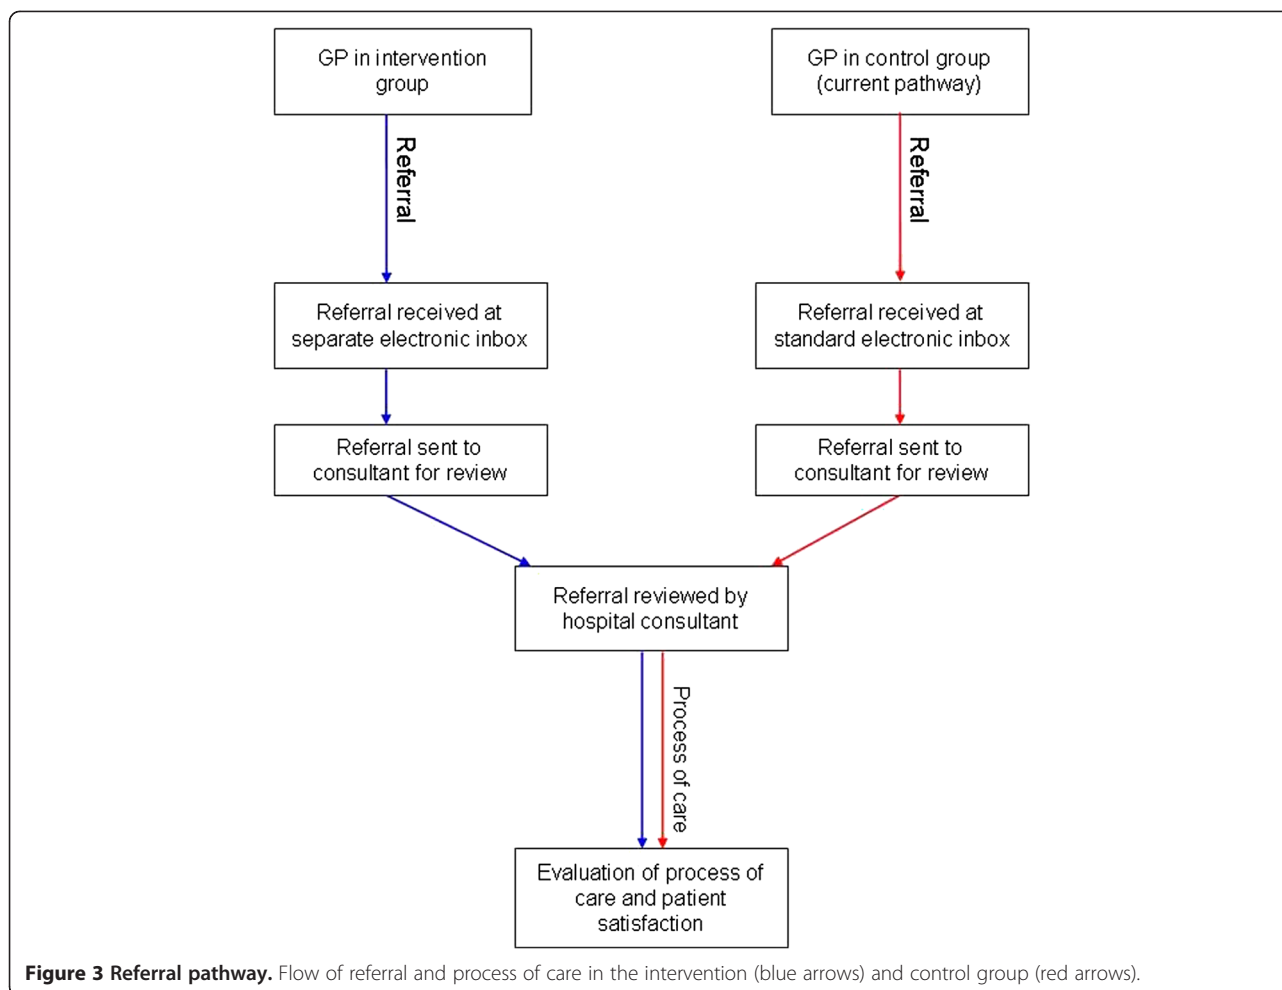 GP in intervention
group
GP in control group
(current pathway)
Referral
Referral
Referral received at
separate electronic inbox
Referral received at
standard electronic inbox
Referral sent to
consultant for review
Referral sent to
consultant for review
Referral reviewed by
hospital consultant
Process of care
Evaluation of process of
care and patient
satisfaction
Figure 3 Referral pathway. Flow of referral and process of care in the intervention (blue arrows) and control group (red arrows).